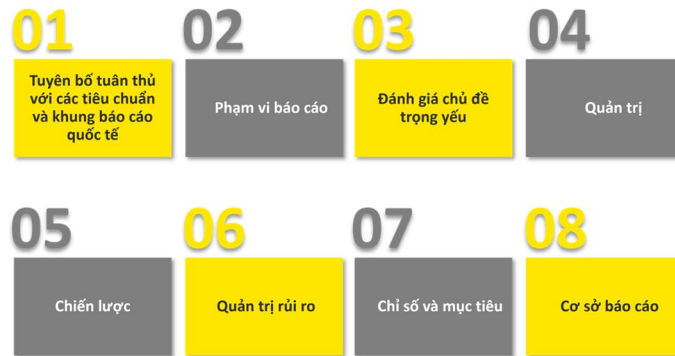 01
Tuyên bố tuân thủ
với các tiêu chuẩn
và khung báo cáo
quốc tế
02
Phạm vi báo cáo
03
Đánh giá chủ đề
trọng yếu
04
Quản trị
05
Chiến lược
06
Quản trị rủi ro
07
Chỉ số và mục tiêu
08
Cơ sở báo cáo